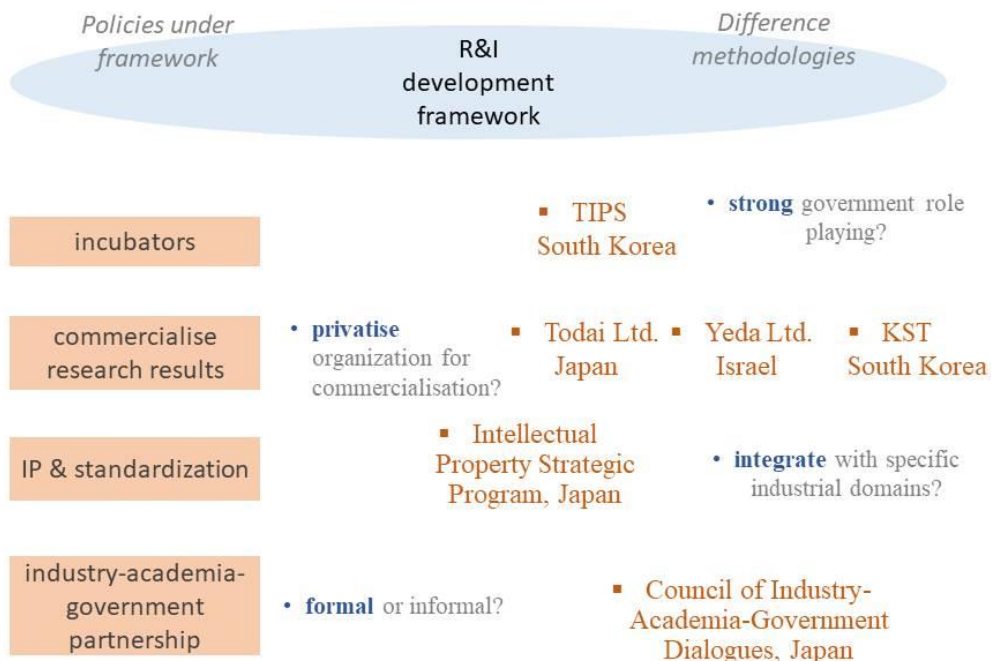 Policies under
framework
R&I
development
framework
Difference
methodologies
incubators
▪ TIPS
South Korea
• strong government role
playing?
commercialise
research results
• privatise
organization for
commercialisation?
▪ Todai Ltd.
Japan
▪ Yeda Ltd.
Israel
▪ KST
South Korea
IP & standardization
▪ Intellectual
Property Strategic
Program, Japan
• integrate with specific
industrial domains?
industry-academia-
government
partnership
• formal or informal?
▪ Council of Industry-
Academia-Government
Dialogues, Japan